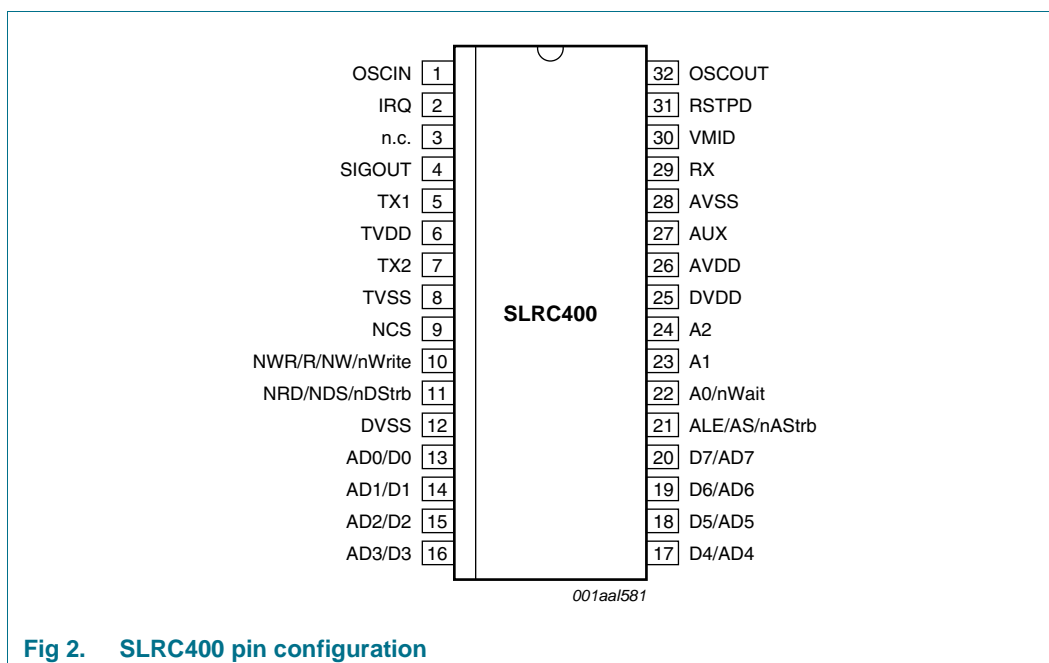 OSCIN 1
IRQ 2
n.c. 3
SIGOUT 4
TX1 5
TVDD 6
TX2 7
TVSS 8
NCS 9
NWR/R/NW/nWrite 10
NRD/NDS/nDStrb 11
DVSS 12
AD0/D0 13
AD1/D1 14
AD2/D2 15
AD3/D3 16
SLRC400
32 OSCOUT
31 RSTPD
30 VMID
29 RX
28 AVSS
27 AUX
26 AVDD
25 DVDD
24 A2
23 A1
22 A0/nWait
21 ALE/AS/nAStrb
20 D7/AD7
19 D6/AD6
18 D5/AD5
17 D4/AD4
001aal581
Fig 2. SLRC400 pin configuration